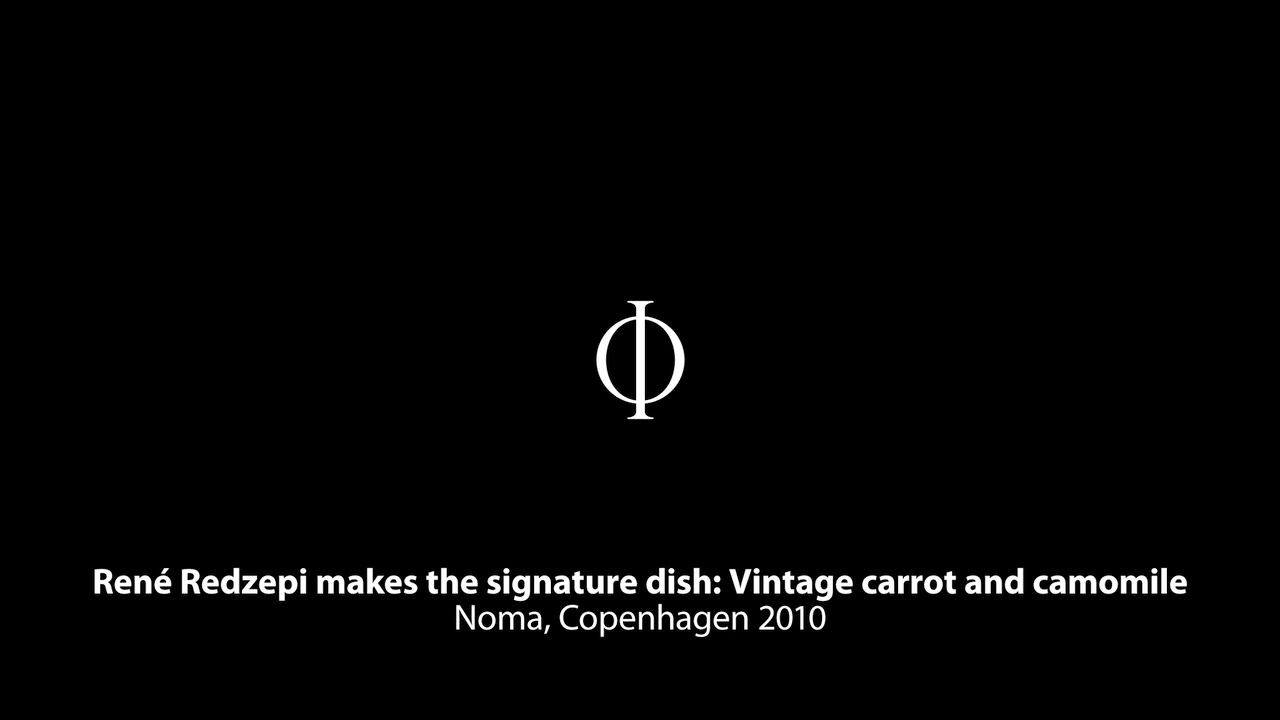 René Redzepi makes the signature dish: Vintage carrot and camomile
Noma, Copenhagen 2010